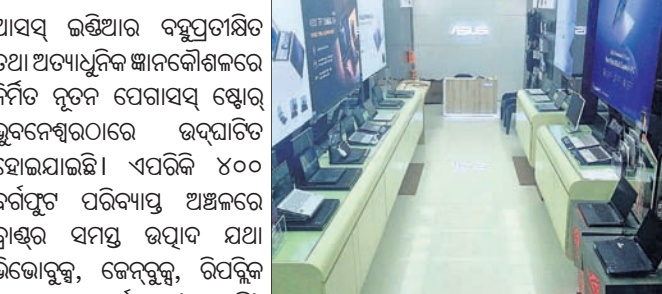 ଆସସ୍ ଇଣ୍ଡିଆର ବହୁପ୍ରତୀକ୍ଷିତ
ତଥା ଅତ୍ୟାଧୁନିକ ଜ୍ଞାନକୌଶଳରେ
ନିର୍ମିତ ନୂତନ ପେଗାସସ୍ ଷ୍ଟୋର୍
ଭୁବନେଶ୍ୱରଠାରେ ଉଦ୍‌ଘାଟିତ
ହୋଇଯାଇଛି। ଏପରିକି ୪୦୦
ବର୍ଗଫୁଟ ପରିବ୍ୟାପ୍ତ ଅଞ୍ଚଳରେ
ବ୍ରାଣ୍ଡ୍‌ର ସମସ୍ତ ଉତ୍ପାଦ ଯଥା
ଭିଭୋବୁକ୍ସ, ଜେନ୍‌ବୁକ୍ସ, ରିପବ୍ଲିକ
ASUS